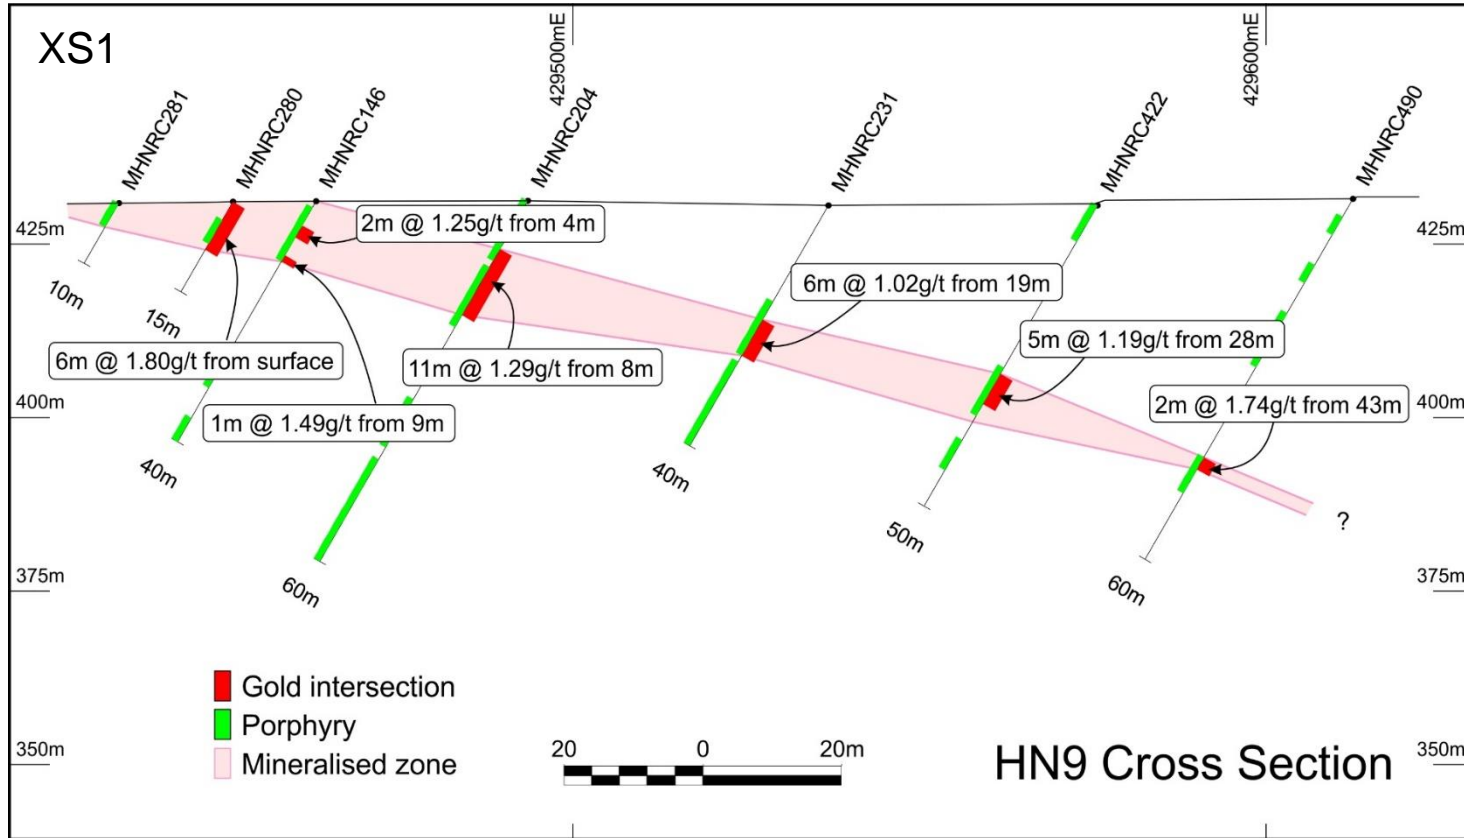 XS1
429500mE
429600mE
MHNRC281
MHNRC280
MHNRC146
MHNRC204
MHNRC231
MHNRC422
MHNRC490
425m
425m
2m @ 1.25g/t from 4m
6m @ 1.02g/t from 19m
10m
15m
6m @ 1.80g/t from surface
11m @ 1.29g/t from 8m
5m @ 1.19g/t from 28m
2m @ 1.74g/t from 43m
1m @ 1.49g/t from 9m
400m
400m
40m
40m
50m
?
60m
60m
375m
375m
Gold intersection
Porphyry
Mineralised zone
20 0 20m
HN9 Cross Section
350m
350m